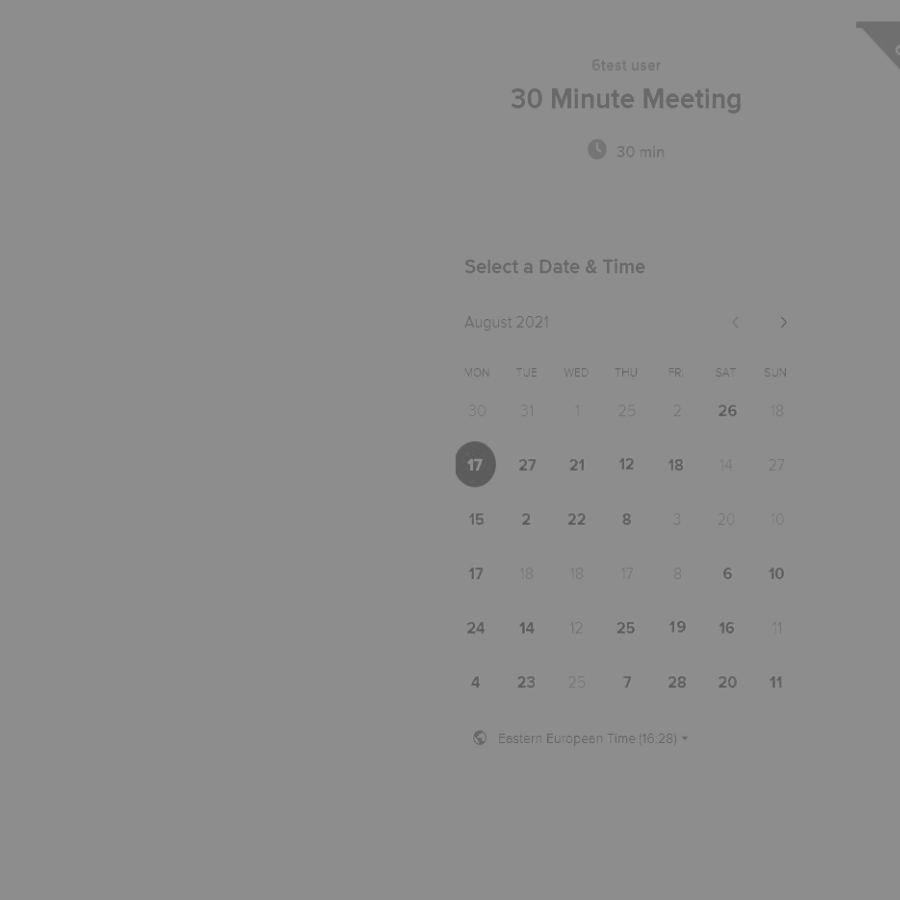 6test user
30 Minute Meeting
30 min
Select a Date & Time
August 2021
MON TUE WED THU FRI SAT SUN
30 31 1 25 2 26 18
17 27 21 12 18 14 27
15 2 22 8 3 20 10
17 18 18 17 8 6 10
24 14 12 25 19 16 11
4 23 25 7 28 20 11
Eastern European Time (16:28)